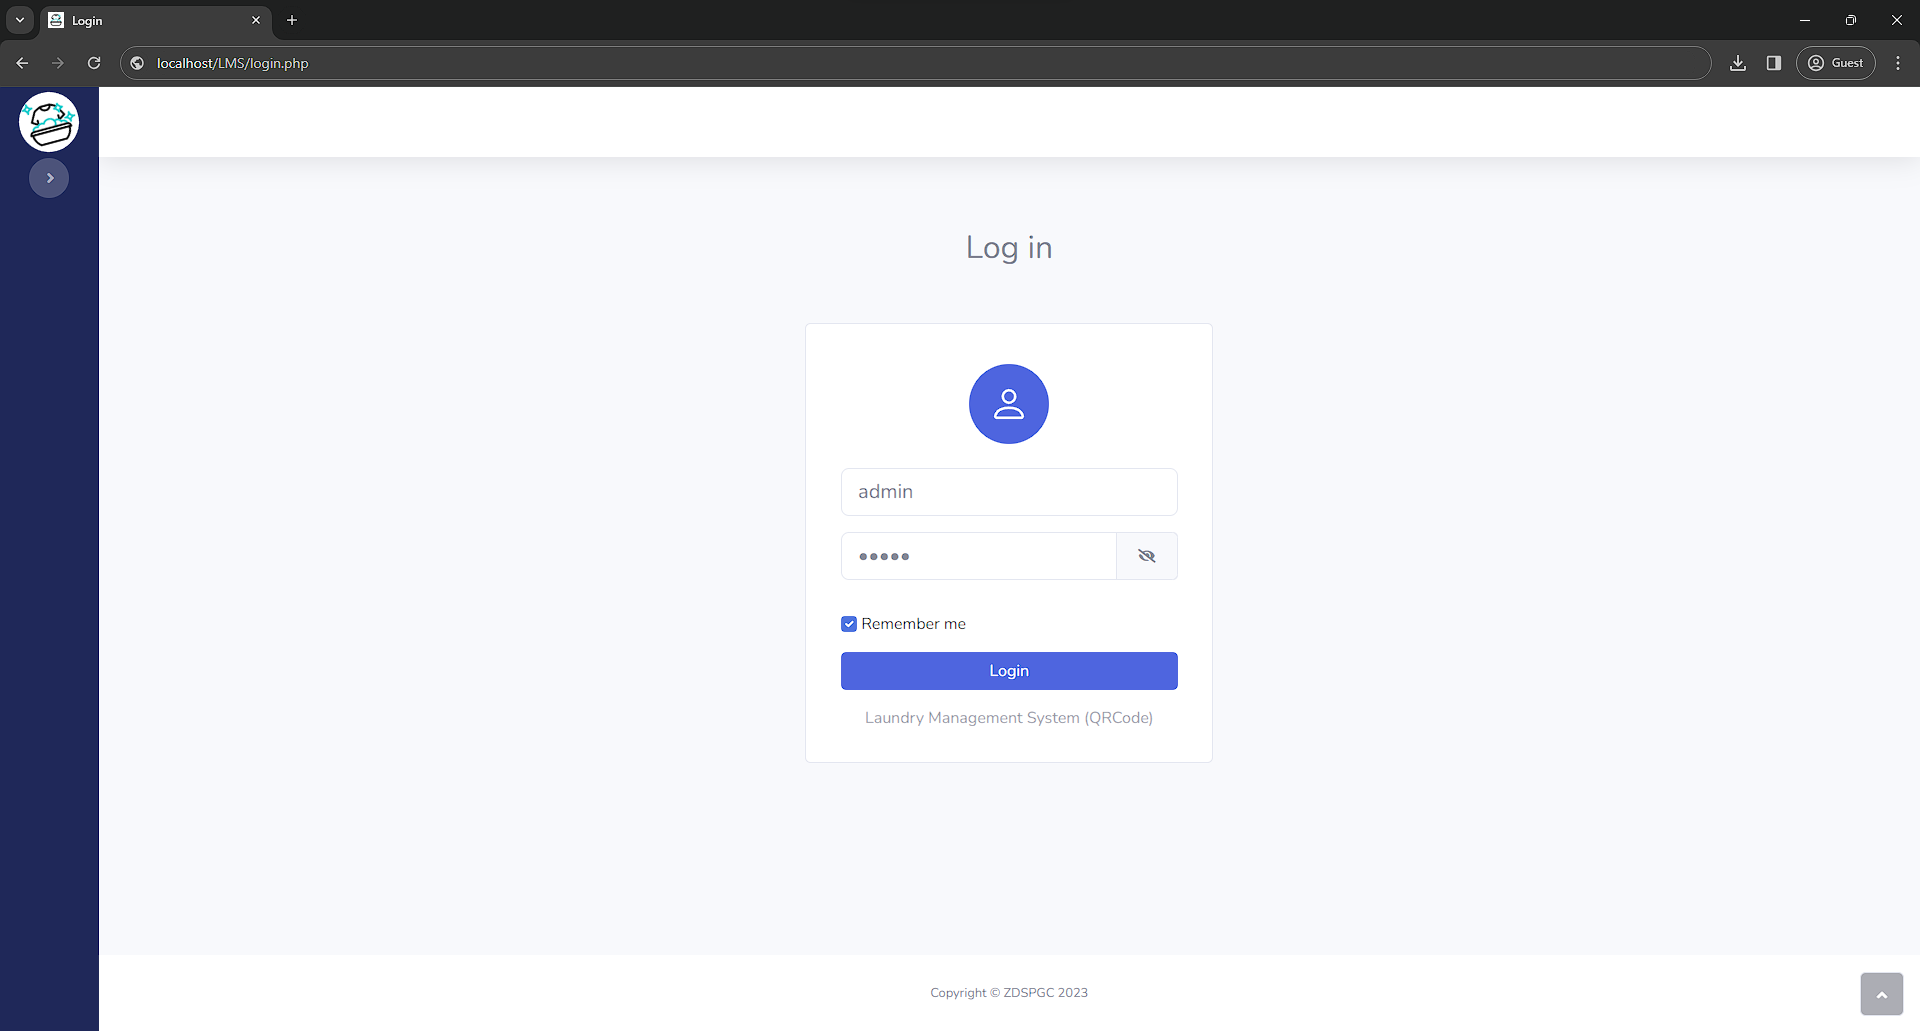 Login
localhost/LMS/login.php
Guest
Log in
admin
•••••
Remember me
Login
Laundry Management System (QRCode)
Copyright © ZDSPGC 2023